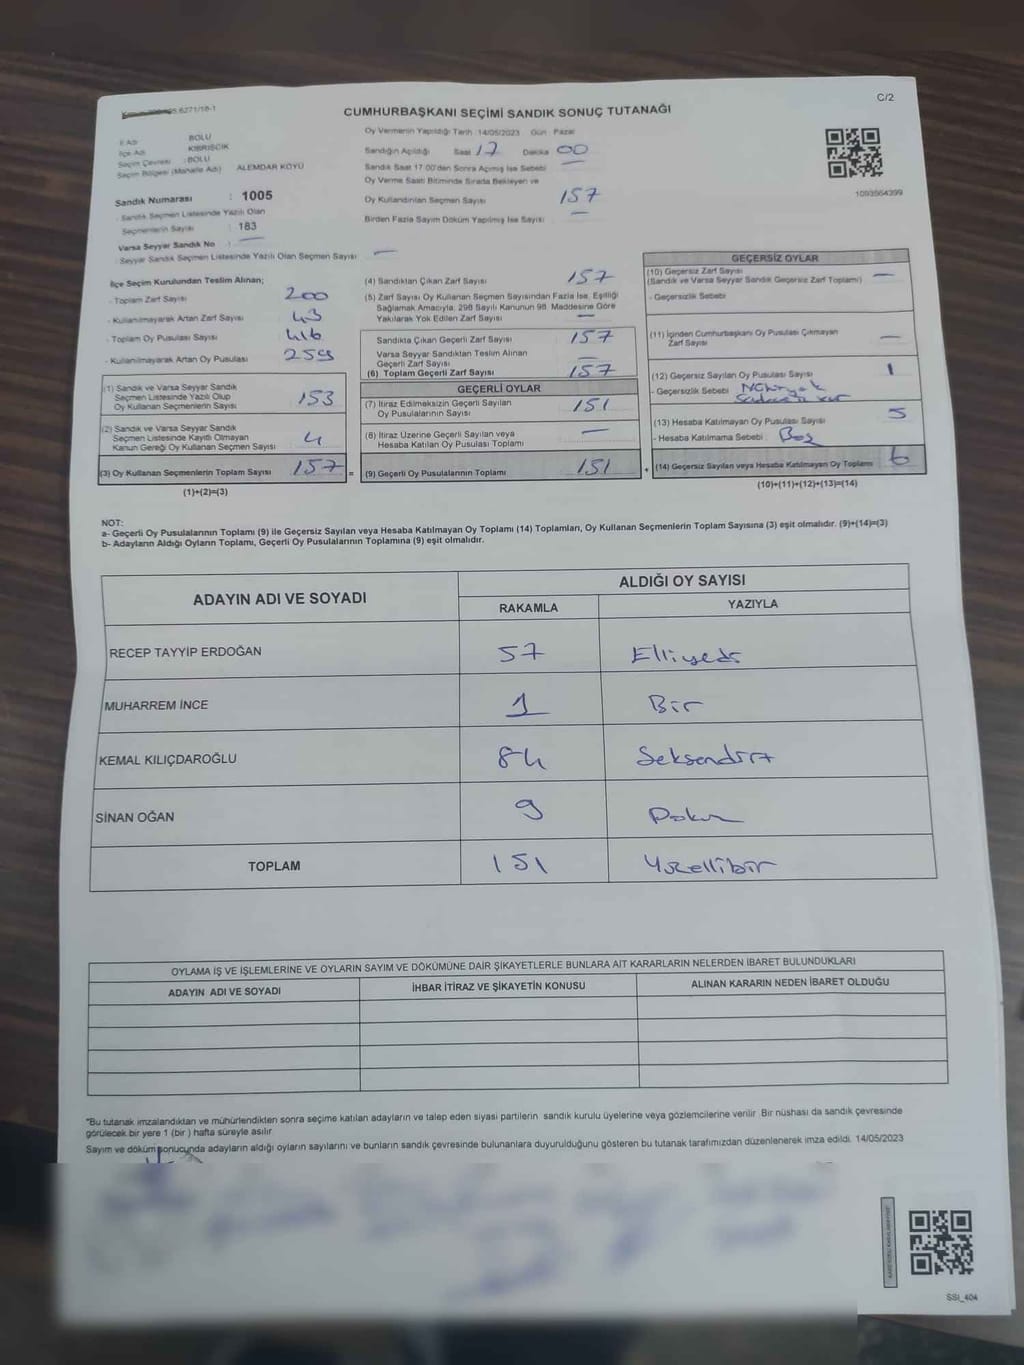 CUMHURBAŞKANI SEÇİMİ SANDIK SONUÇ TUTANAĞI
C/2
İl Adı : BOLU
İlçe Adı : KIBRISCIK
Seçim Çevresi : BOLU
Seçim Bölgesi (Mahalle Adı) ALEMDAR KÖYÜ
Sandık Numarası : 1005
- Sandık Seçmen Listesinde Yazılı Olan
Seçmenlerin Sayısı : 183
Varsa Seyyar Sandık No : —
- Seyyar Sandık Seçmen Listesinde Yazılı Olan Seçmen Sayısı —
Oy Vermenin Yapıldığı Tarih 14/05/2023 Gün Pazar
Sandığın Açıldığı Saat 17 Dakika 00
Sandık Saat 17.00'den Sonra Açılmış İse Sebebi —
Oy Verme Saati Bitiminde Sırada Bekleyen ve
Oy Kullandırılan Seçmen Sayısı 157
Birden Fazla Sayım Döküm Yapılmış İse Sayısı —
1093564399
İlçe Seçim Kurulundan Teslim Alınan;
- Toplam Zarf Sayısı 200
- Kullanılmayarak Artan Zarf Sayısı 43
- Toplam Oy Pusulası Sayısı 416
- Kullanılmayarak Artan Oy Pusulası 259
(1) Sandık ve Varsa Seyyar Sandık
Seçmen Listesinde Yazılı Olup
Oy Kullanan Seçmenlerin Sayısı 153
(2) Sandık ve Varsa Seyyar Sandık
Seçmen Listesinde Kayıtlı Olmayan
Kanun Gereği Oy Kullanan Seçmen Sayısı 4
(3) Oy Kullanan Seçmenlerin Toplam Sayısı 157 =
(1)+(2)=(3)
(4) Sandıktan Çıkan Zarf Sayısı 157
(5) Zarf Sayısı Oy Kullanan Seçmen Sayısından Fazla İse, Eşitliği
Sağlamak Amacıyla, 298 Sayılı Kanunun 98. Maddesine Göre
Yakılarak Yok Edilen Zarf Sayısı —
Sandıkta Çıkan Geçerli Zarf Sayısı 157
Varsa Seyyar Sandıktan Teslim Alınan
Geçerli Zarf Sayısı —
(6) Toplam Geçerli Zarf Sayısı 157
GEÇERLİ OYLAR
(7) İtiraz Edilmeksizin Geçerli Sayılan
Oy Pusulalarının Sayısı 151
(8) İtiraz Üzerine Geçerli Sayılan veya
Hesaba Katılan Oy Pusulası Toplamı —
(9) Geçerli Oy Pusulalarının Toplamı 151 +
GEÇERSİZ OYLAR
(10) Geçersiz Zarf Sayısı
(Sandık ve Varsa Seyyar Sandık Geçersiz Zarf Toplamı) —
- Geçersizlik Sebebi
(11) İçinden Cumhurbaşkanı Oy Pusulası Çıkmayan
Zarf Sayısı —
(12) Geçersiz Sayılan Oy Pusulası Sayısı 1
- Geçersizlik Sebebi
(13) Hesaba Katılmayan Oy Pusulası Sayısı 5
- Hesaba Katılmama Sebebi Boş
(14) Geçersiz Sayılan veya Hesaba Katılmayan Oy Toplamı 6
(10)+(11)+(12)+(13)=(14)
NOT:
a- Geçerli Oy Pusulalarının Toplamı (9) ile Geçersiz Sayılan veya Hesaba Katılmayan Oy Toplamı (14) Toplamları, Oy Kullanan Seçmenlerin Toplam Sayısına (3) eşit olmalıdır. (9)+(14)=(3)
b- Adayların Aldığı Oyların Toplamı, Geçerli Oy Pusulalarının Toplamına (9) eşit olmalıdır.
ADAYIN ADI VE SOYADI
ALDIĞI OY SAYISI
RAKAMLA YAZIYLA
RECEP TAYYİP ERDOĞAN 57 Elliyedi
MUHARREM İNCE 1 Bir
KEMAL KILIÇDAROĞLU 84 Seksendört
SİNAN OĞAN 9 Dokuz
TOPLAM 151 Yüzellibir
OYLAMA İŞ VE İŞLEMLERİNE VE OYLARIN SAYIM VE DÖKÜMÜNE DAİR ŞİKAYETLERLE BUNLARA AİT KARARLARIN NELERDEN İBARET BULUNDUKLARI
ADAYIN ADI VE SOYADI İHBAR İTİRAZ VE ŞİKAYETİN KONUSU ALINAN KARARIN NEDEN İBARET OLDUĞU
*Bu tutanak imzalandıktan ve mühürlendikten sonra seçime katılan adayların ve talep eden siyasi partilerin sandık kurulu üyelerine veya gözlemcilerine verilir. Bir nüshası da sandık çevresinde
görülecek bir yere 1 (bir ) hafta süreyle asılır.
Sayım ve döküm sonucunda adayların aldığı oyların sayılarını ve bunların sandık çevresinde bulunanlara duyurulduğunu gösteren bu tutanak tarafımızdan düzenlenerek imza edildi. 14/05/2023
SSI_404